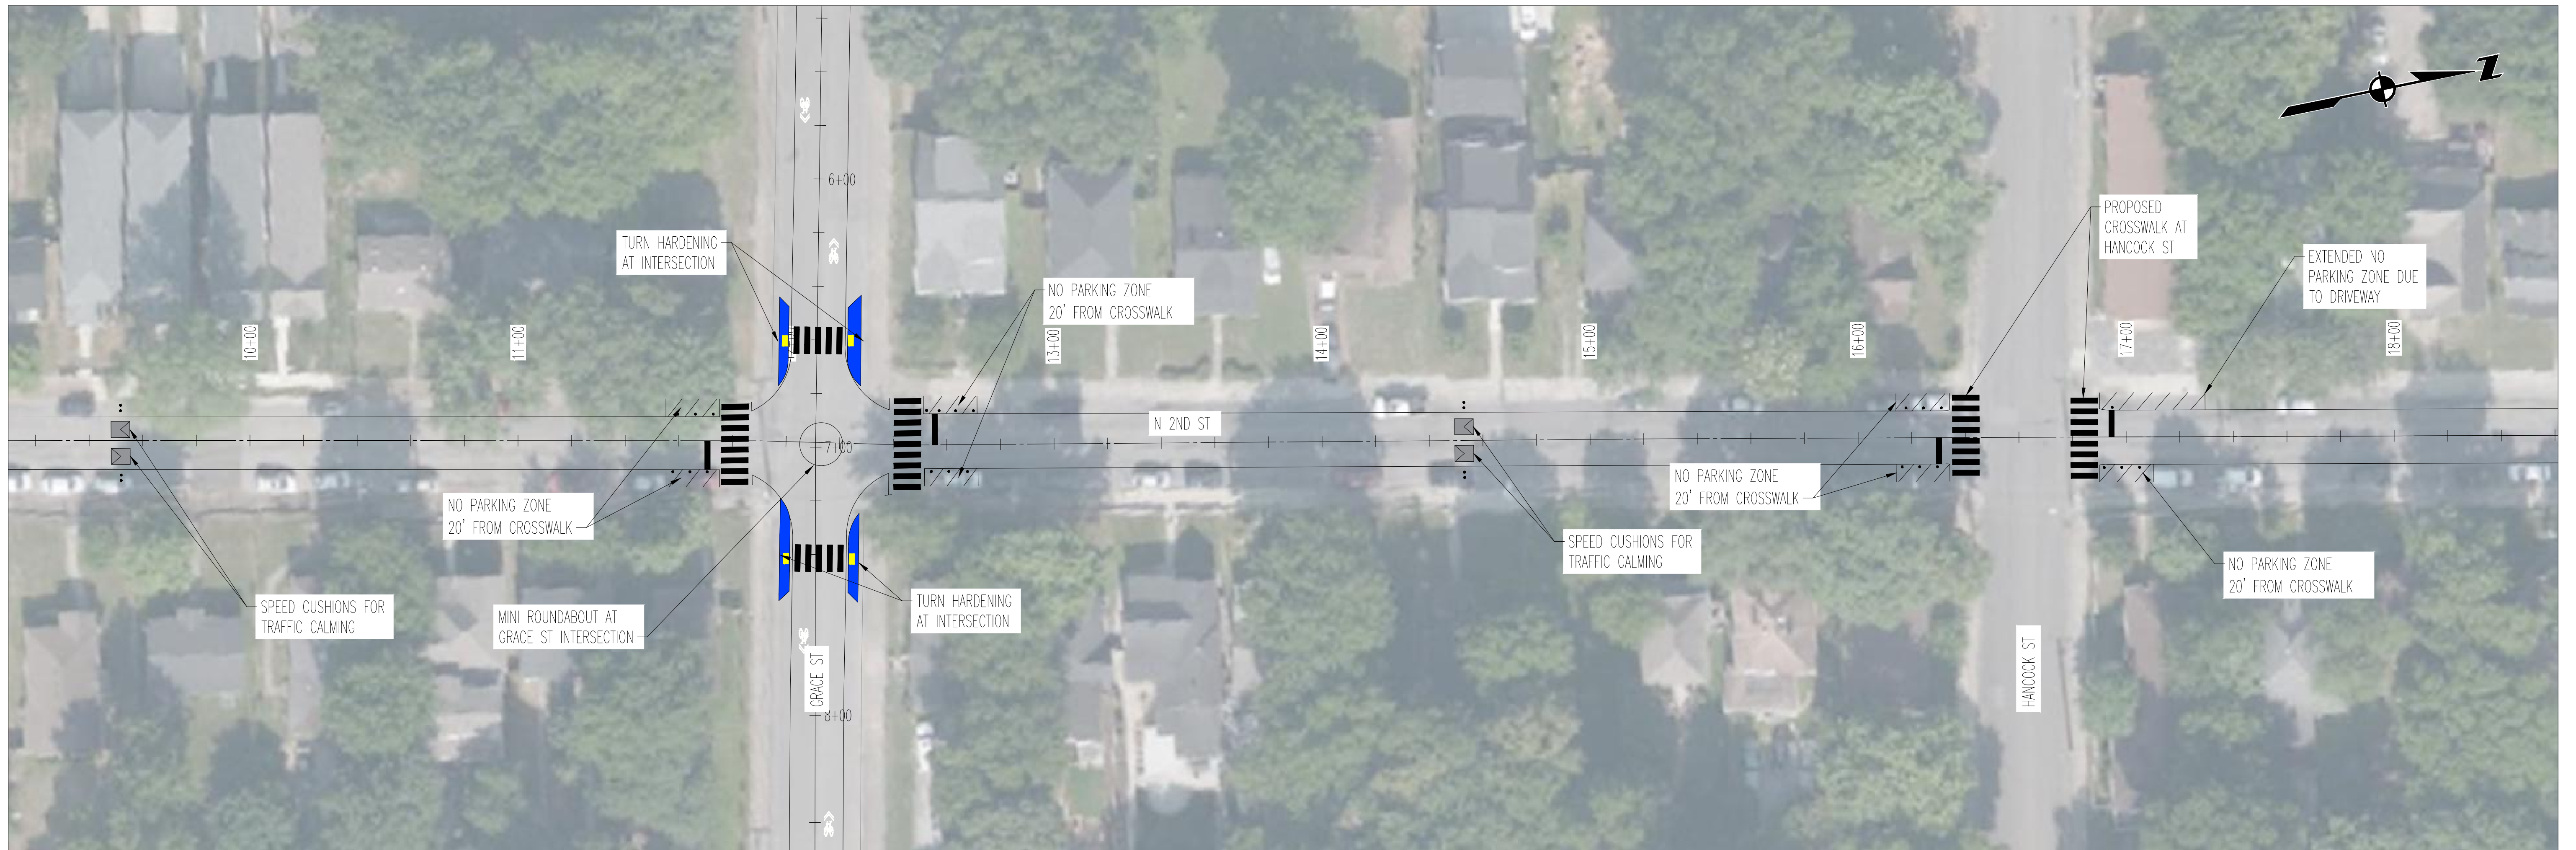 Z
6+00
TURN HARDENING
AT INTERSECTION
PROPOSED
CROSSWALK AT
HANCOCK ST
EXTENDED NO
PARKING ZONE DUE
TO DRIVEWAY
NO PARKING ZONE
20' FROM CROSSWALK
10+00
11+00
13+00
14+00
15+00
16+00
17+00
18+00
N 2ND ST
7+00
NO PARKING ZONE
20' FROM CROSSWALK
NO PARKING ZONE
20' FROM CROSSWALK
SPEED CUSHIONS FOR
TRAFFIC CALMING
NO PARKING ZONE
20' FROM CROSSWALK
SPEED CUSHIONS FOR
TRAFFIC CALMING
MINI ROUNDABOUT AT
GRACE ST INTERSECTION
TURN HARDENING
AT INTERSECTION
GRACE ST
HANCOCK ST
8+00